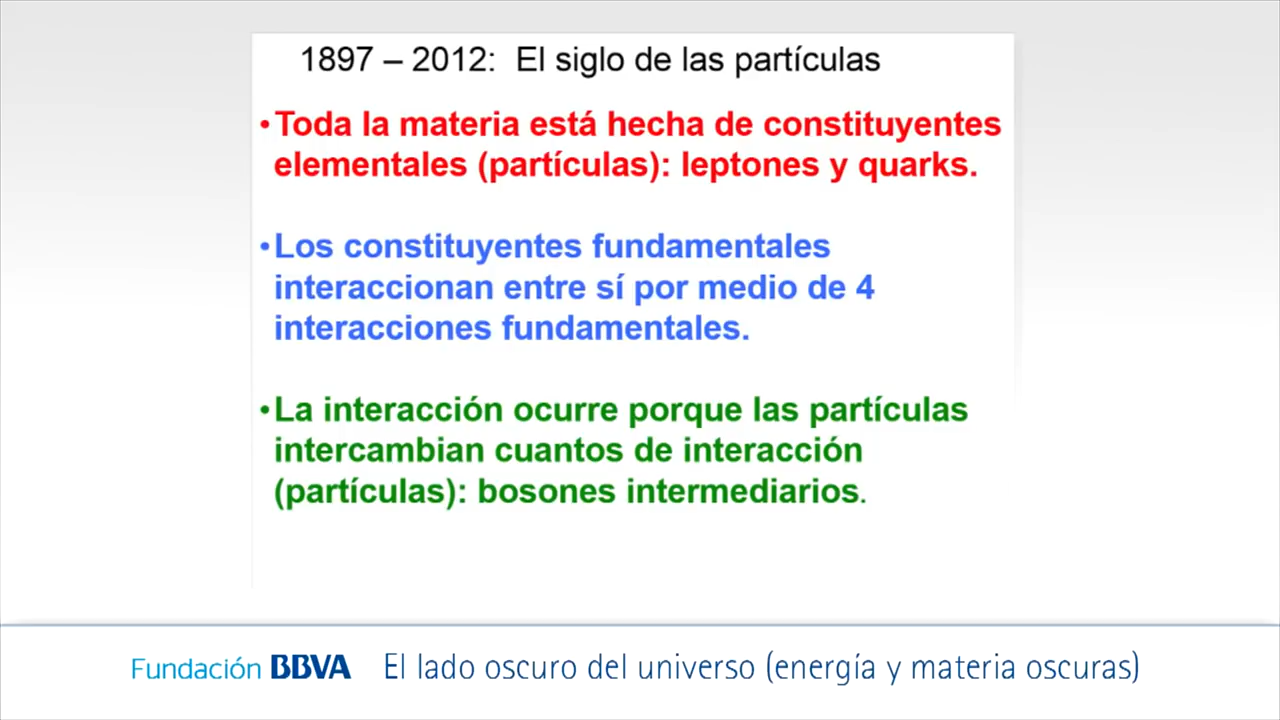 1897 – 2012: El siglo de las partículas
•Toda la materia está hecha de constituyentes
elementales (partículas): leptones y quarks.
•Los constituyentes fundamentales
interaccionan entre sí por medio de 4
interacciones fundamentales.
•La interacción ocurre porque las partículas
intercambian cuantos de interacción
(partículas): bosones intermediarios.
Fundación BBVA El lado oscuro del universo (energía y materia oscuras)